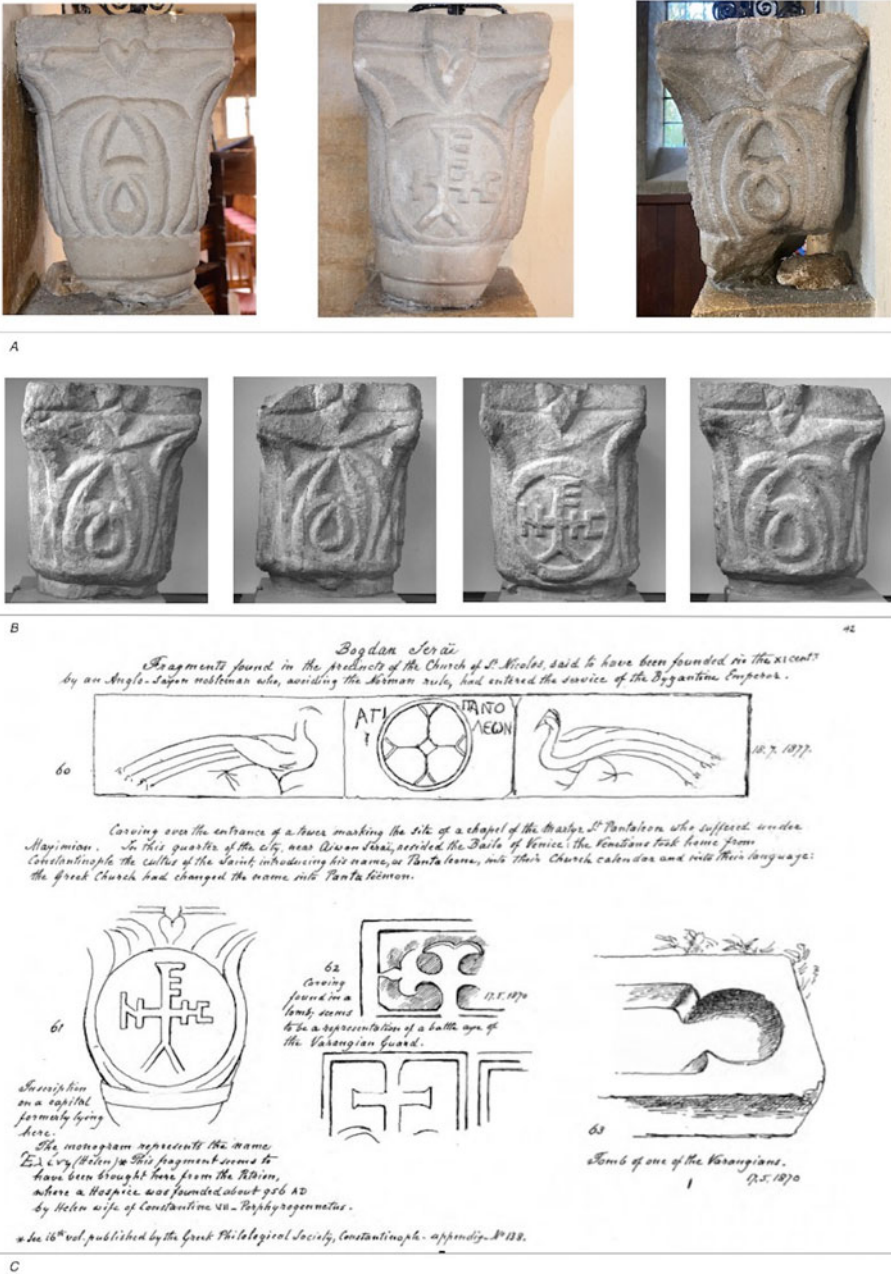 A
B
42
Bogdan Seraï
Fragments found in the precincts of the Church of St. Nicolas, said to have been founded in the XI centy
by an Anglo-Saxon nobleman who, avoiding the Norman rule, had entered the service of the Byzantine Emperor.
ΑΓΙ
ΠΑΝΟ
ΛΕΩΝ
60
18.7.1877.
Carving over the entrance of a tower marking the site of a chapel of the Martyr St Pantaleon who suffered under
Maximian. In this quarter of the city, near Aiwan Seraï, resided the Bailo of Venice: the Venetians took home from
Constantinople the cultus of the Saint, introducing his name, as Pantaleone, into their Church calendar and into their language:
the Greek Church had changed the name into Pantaleëmon.
61
Inscription
on a capital
formerly lying
here.
The monogram represents the name
Ἑλένη (Helen)* This fragment seems to
have been brought here from the Petrion,
where a Hospice was founded about 956 AD
by Helen wife of Constantine VII - Porphyrogennetus.
* See 16th vol. published by the Greek Philological Society, Constantinople - appendix. No 138.
62
Carving
found in a
tomb; seems
to be a representation of a battle axe of
the Varangian Guard.
17.5.1870
63
Tomb of one of the Varangians.
17.5.1870
C